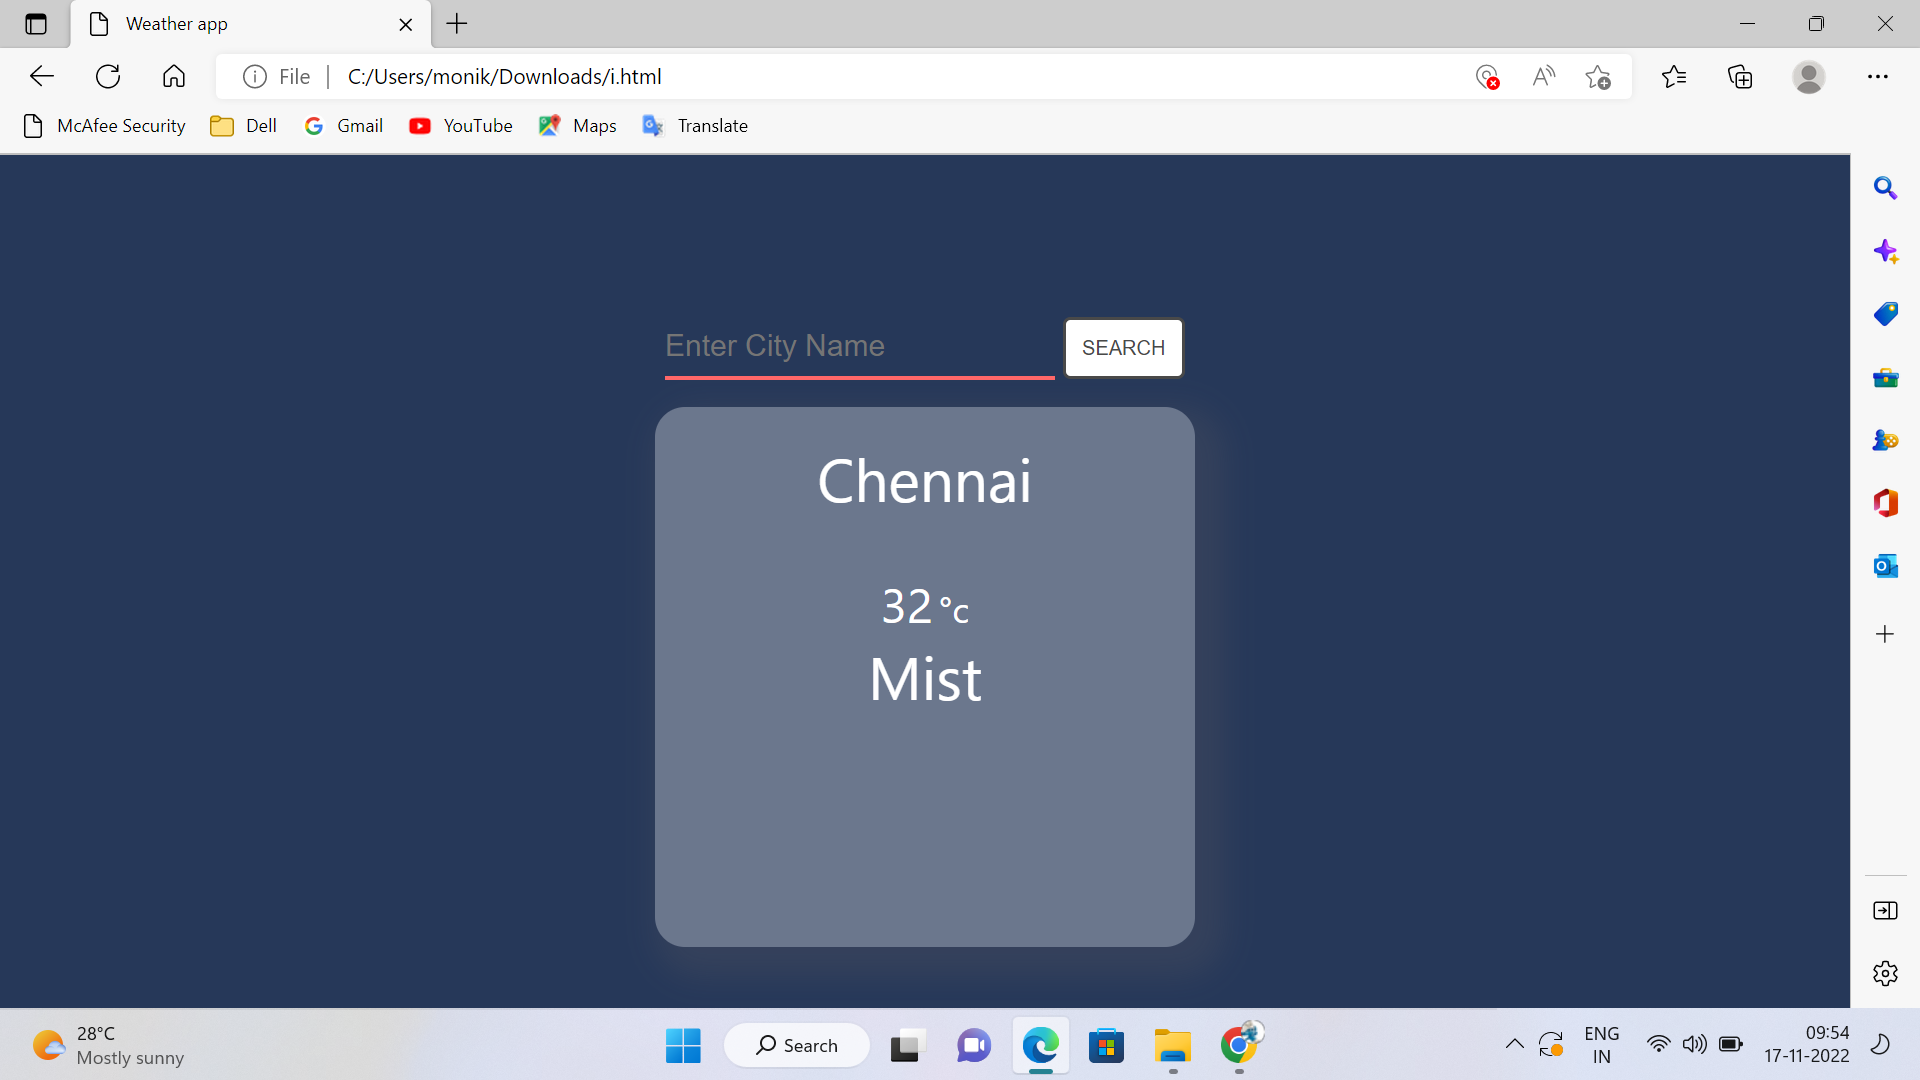 Weather app
File
C:/Users/monik/Downloads/i.html
McAfee Security
Dell
Gmail
YouTube
Maps
Translate
Enter City Name
SEARCH
Chennai
32 °c
Mist
28°C
Mostly sunny
Search
ENG
IN
09:54
17-11-2022